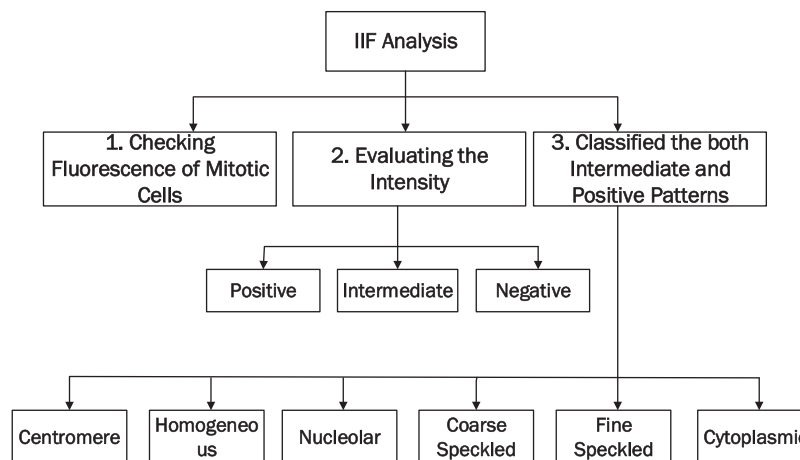 IIF Analysis
1. Checking
Fluorescence of Mitotic
Cells
2. Evaluating the
Intensity
3. Classified the both
Intermediate and
Positive Patterns
Positive
Intermediate
Negative
Centromere
Homogeneo
us
Nucleolar
Coarse
Speckled
Fine
Speckled
Cytoplasmic